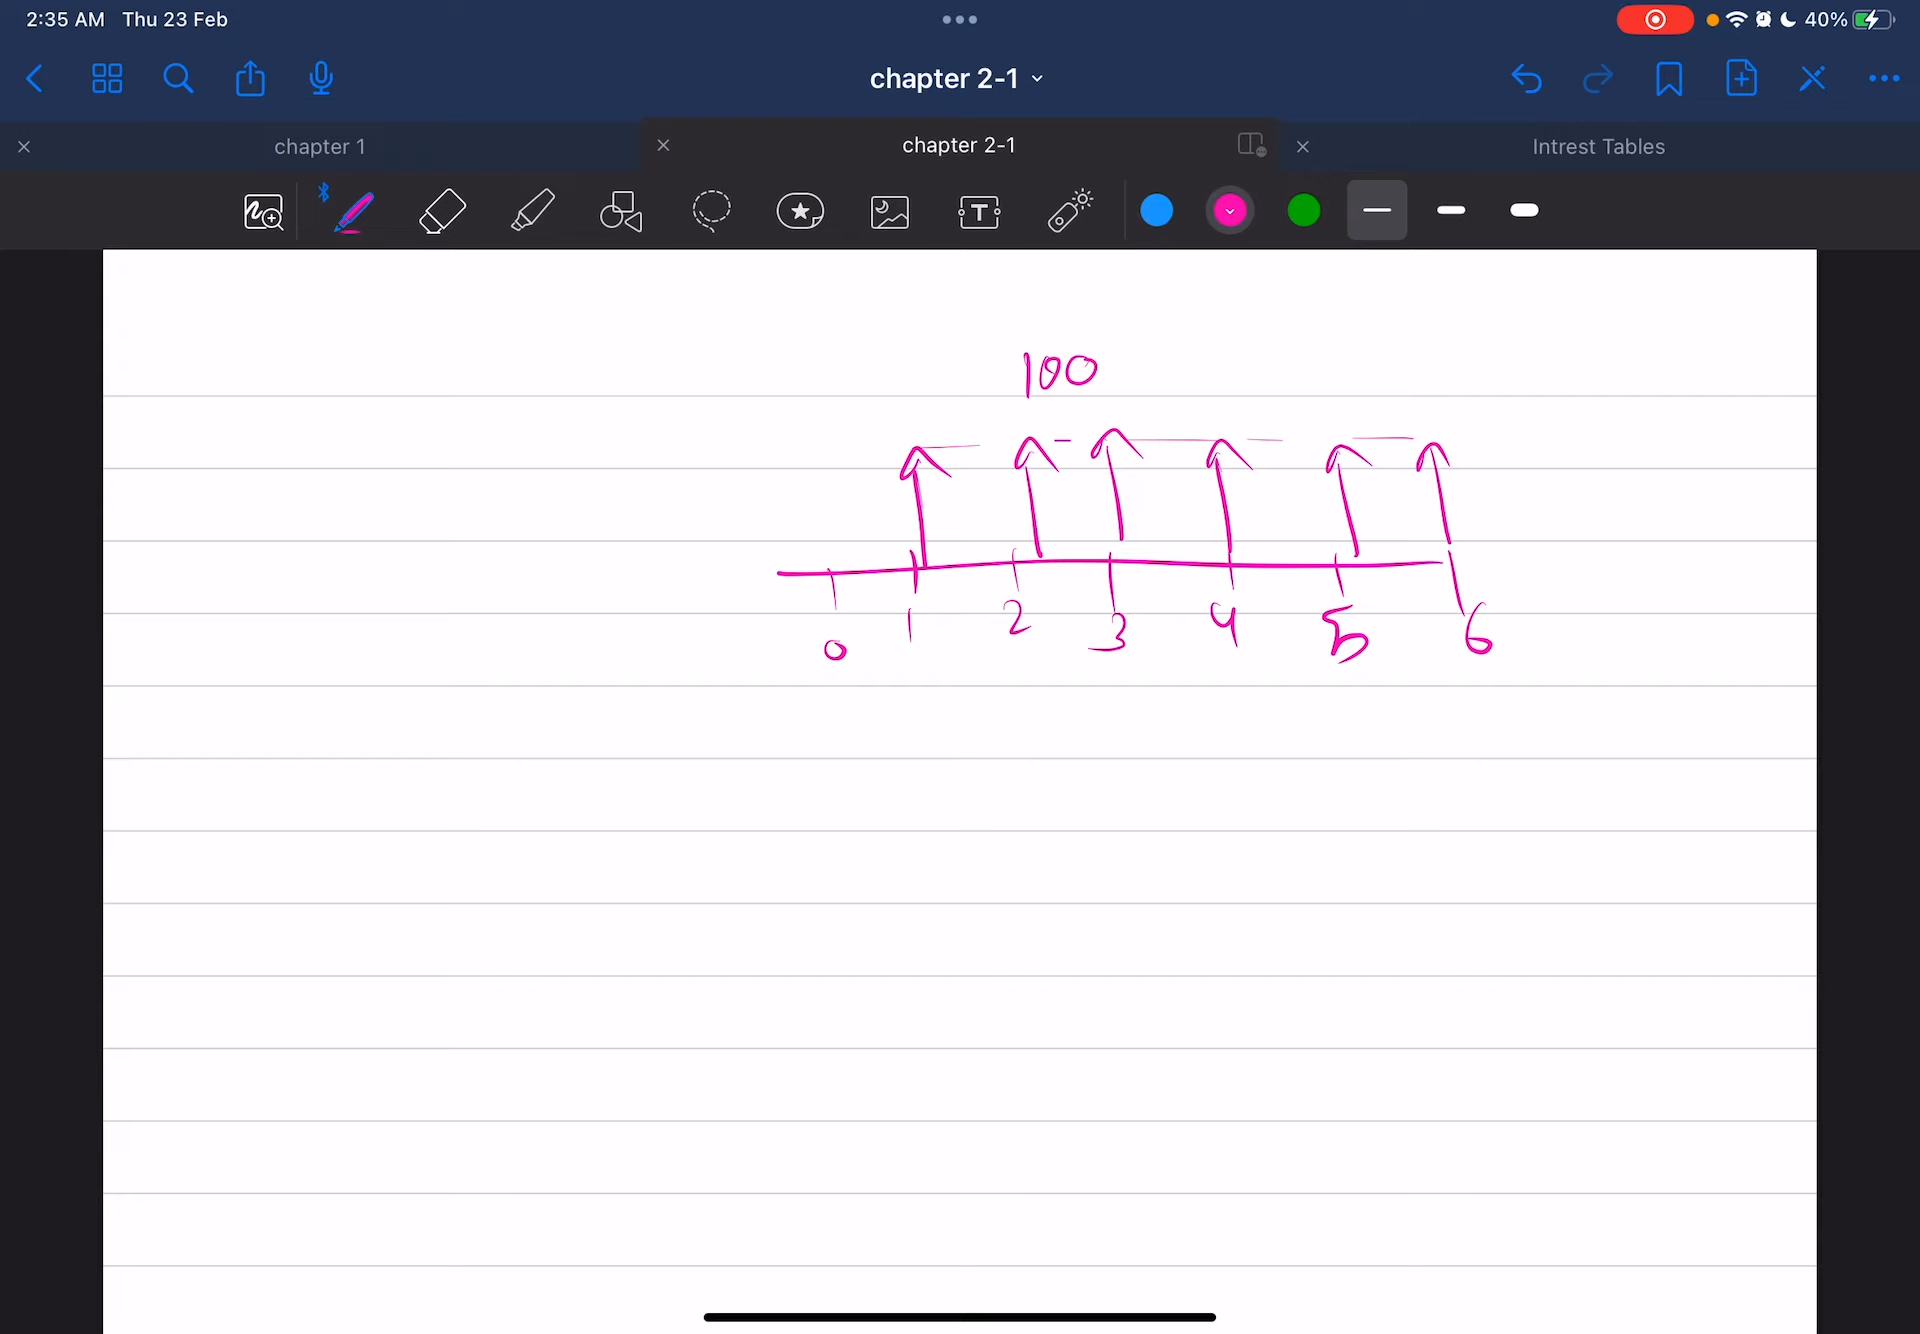 2:35 AM Thu 23 Feb
40%
chapter 2-1
chapter 1
chapter 2-1
Intrest Tables
T
100
0 1 2 3 4 5 6